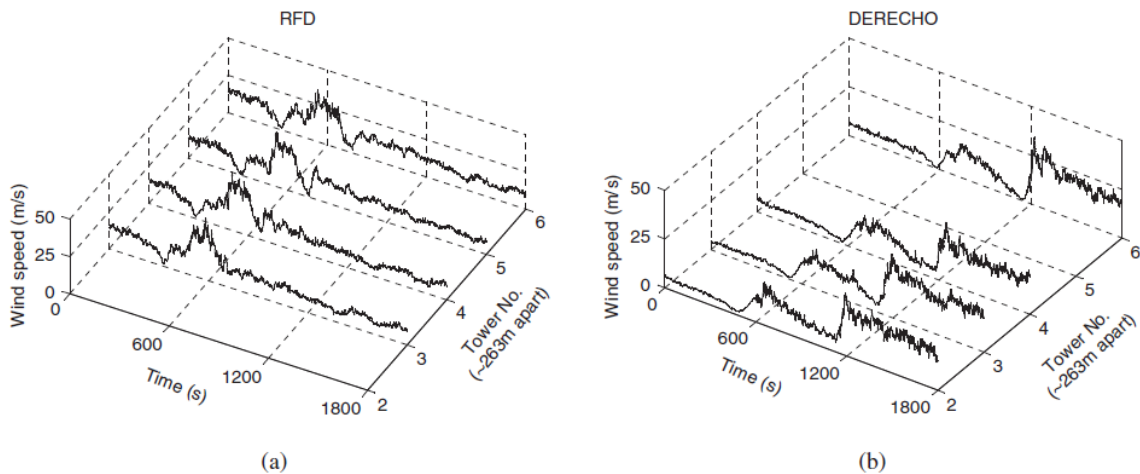 RFD
Wind speed (m/s)
50
25
0
0
600
1200
1800
Time (s)
2
3
4
5
6
Tower No.
(~263m apart)
(a)
DERECHO
Wind speed (m/s)
50
25
0
0
600
1200
1800
Time (s)
2
3
4
5
6
Tower No.
(~263m apart)
(b)